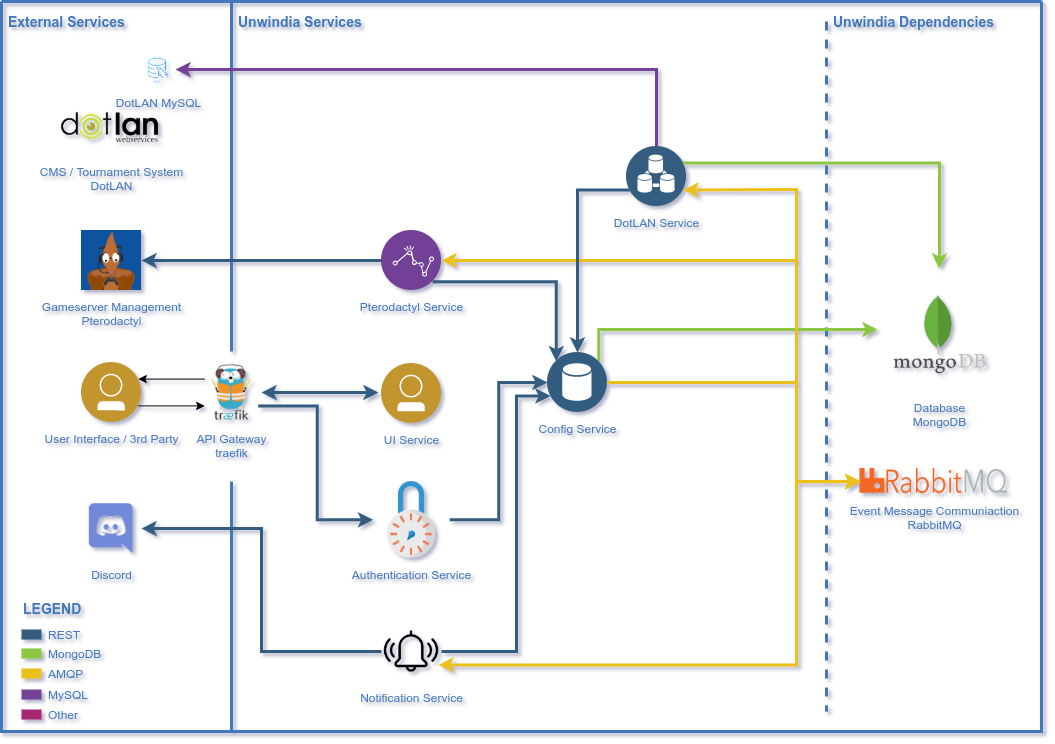 External Services
Unwindia Services
Unwindia Dependencies
DotLAN MySQL
dotlan
webservices
CMS / Tournament System
DotLAN
DotLAN Service
Gameserver Management
Pterodactyl
Pterodactyl Service
mongoDB
Database
MongoDB
User Interface / 3rd Party
træfik
API Gateway
traefik
UI Service
Config Service
RabbitMQ
Event Message Communiaction
RabbitMQ
Discord
Authentication Service
Notification Service
LEGEND
REST
MongoDB
AMQP
MySQL
Other